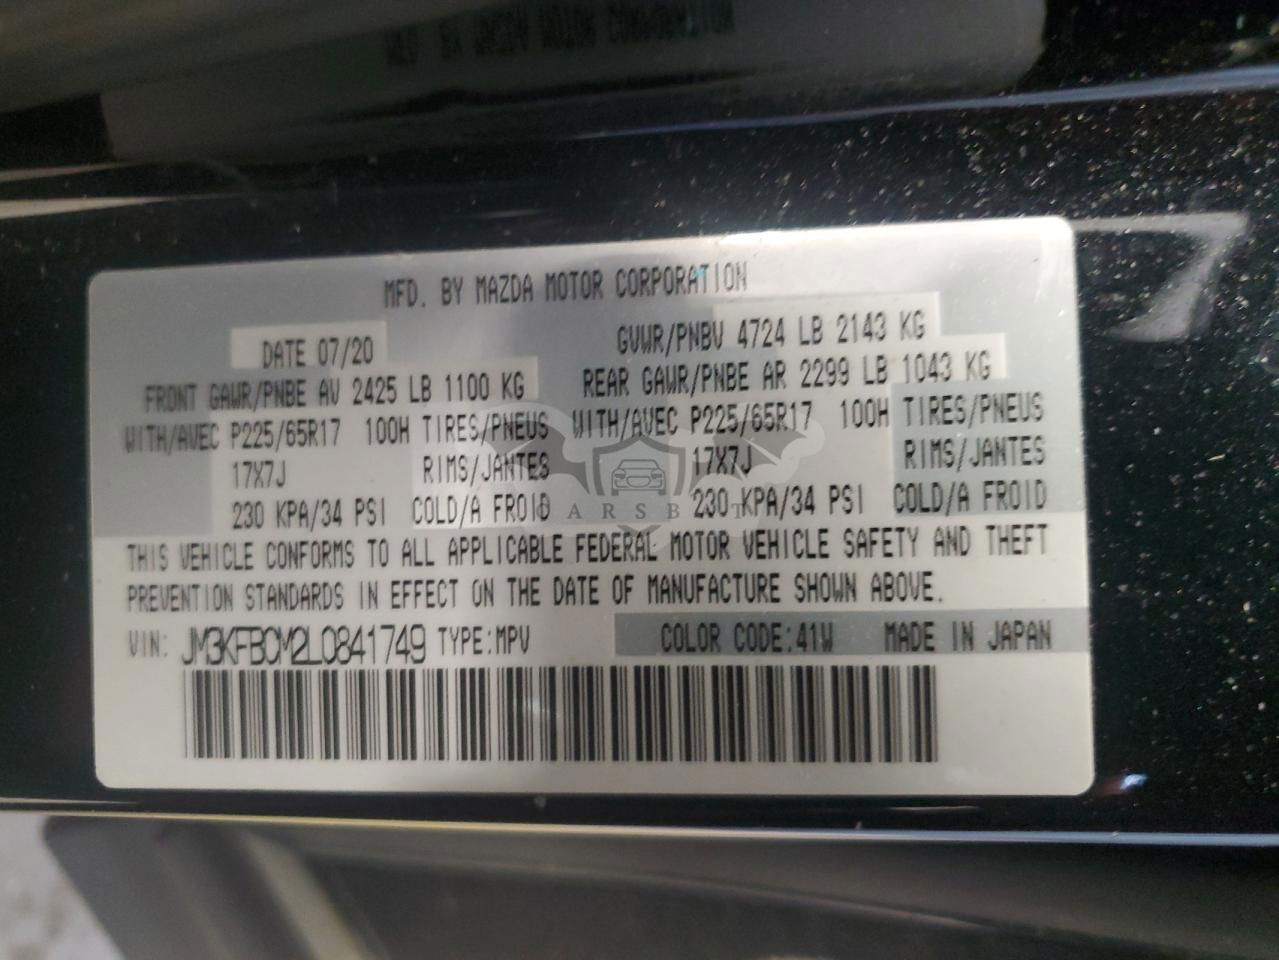 MFD. BY MAZDA MOTOR CORPORATION
DATE 07/20 GVWR/PNBV 4724 LB 2143 KG
FRONT GAWR/PNBE AV 2425 LB 1100 KG REAR GAWR/PNBE AR 2299 LB 1043 KG
WITH/AVEC P225/65R17 100H TIRES/PNEUS WITH/AVEC P225/65R17 100H TIRES/PNEUS
17X7J RIMS/JANTES 17X7J RIMS/JANTES
230 KPA/34 PSI COLD/A FROID 230 KPA/34 PSI COLD/A FROID
THIS VEHICLE CONFORMS TO ALL APPLICABLE FEDERAL MOTOR VEHICLE SAFETY AND THEFT
PREVENTION STANDARDS IN EFFECT ON THE DATE OF MANUFACTURE SHOWN ABOVE.
VIN: JM3KFBCM2L0841749 TYPE:MPV COLOR CODE:41W MADE IN JAPAN